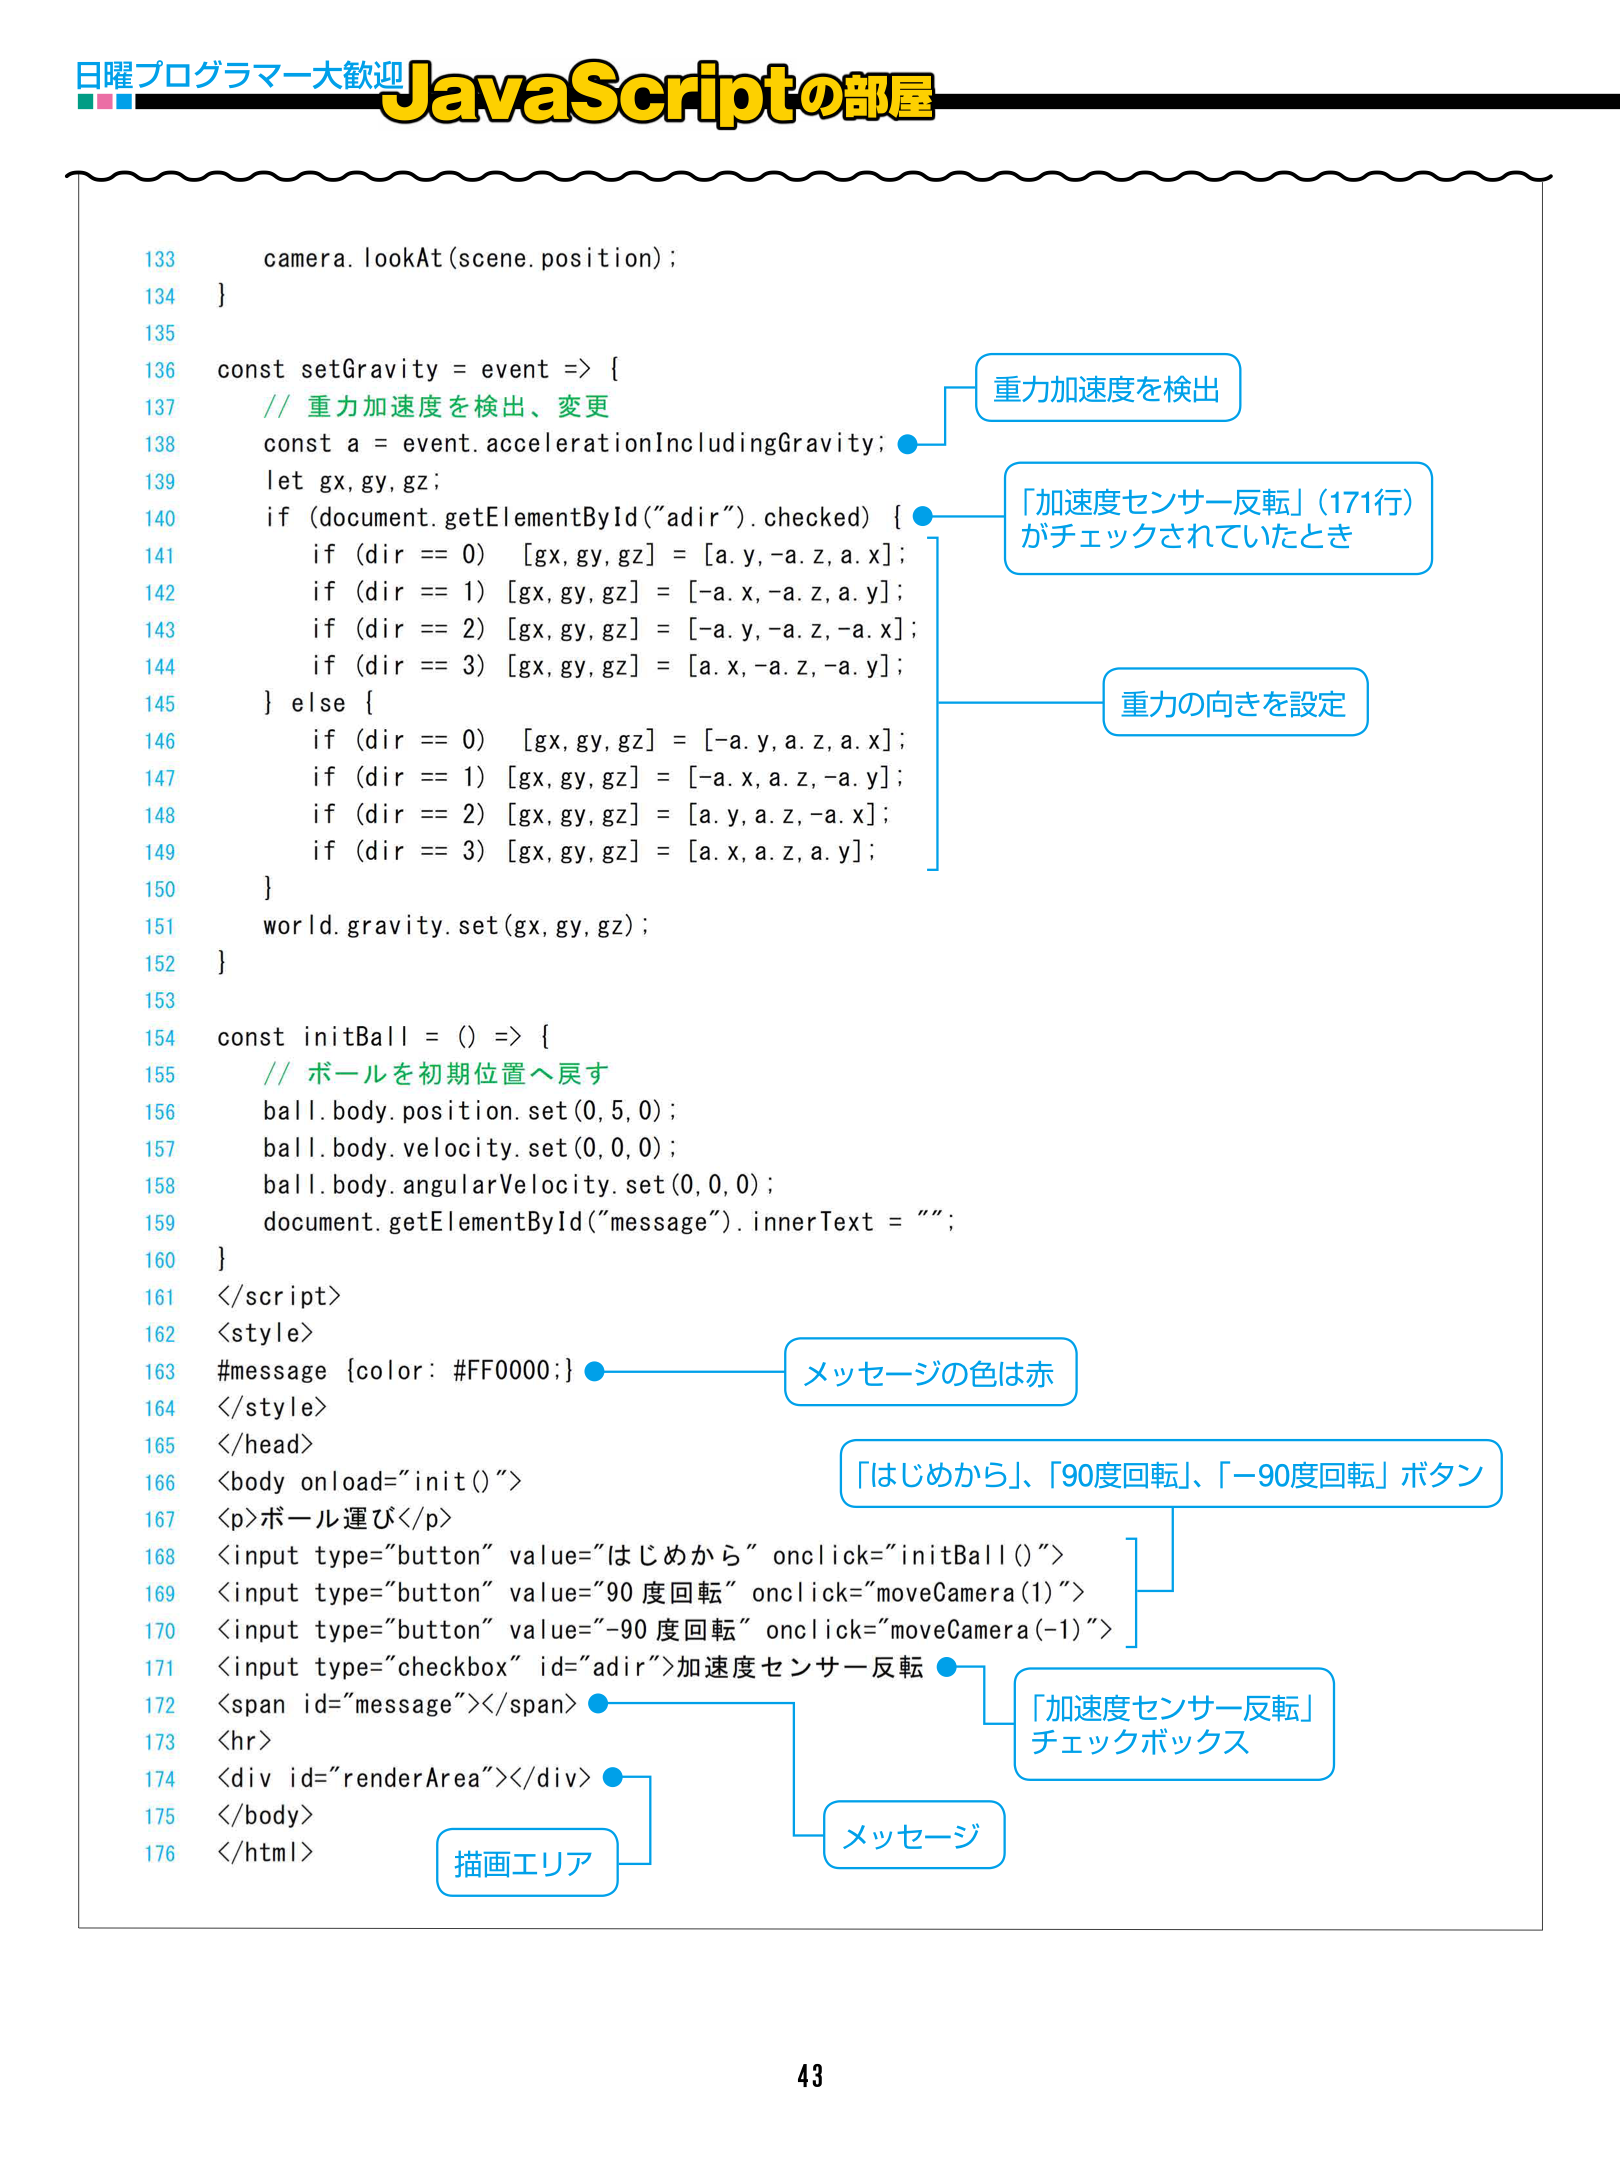 日曜プログラマー大歓迎
JavaScriptの部屋
133 camera.lookAt(scene.position);
134 }
135
136 const setGravity = event => {
重力加速度を検出
137 // 重力加速度を検出、変更
138 const a = event.accelerationIncludingGravity;
139 let gx,gy,gz;
「加速度センサー反転」（171行）
がチェックされていたとき
140 if (document.getElementById("adir").checked) {
141 if (dir == 0) [gx,gy,gz] = [a.y,-a.z,a.x];
142 if (dir == 1) [gx,gy,gz] = [-a.x,-a.z,a.y];
143 if (dir == 2) [gx,gy,gz] = [-a.y,-a.z,-a.x];
144 if (dir == 3) [gx,gy,gz] = [a.x,-a.z,-a.y];
145 } else {
重力の向きを設定
146 if (dir == 0) [gx,gy,gz] = [-a.y,a.z,a.x];
147 if (dir == 1) [gx,gy,gz] = [-a.x,a.z,-a.y];
148 if (dir == 2) [gx,gy,gz] = [a.y,a.z,-a.x];
149 if (dir == 3) [gx,gy,gz] = [a.x,a.z,a.y];
150 }
151 world.gravity.set(gx,gy,gz);
152 }
153
154 const initBall = () => {
155 // ボールを初期位置へ戻す
156 ball.body.position.set(0,5,0);
157 ball.body.velocity.set(0,0,0);
158 ball.body.angularVelocity.set(0,0,0);
159 document.getElementById("message").innerText = "";
160 }
161 </script>
162 <style>
163 #message {color: #FF0000;}
メッセージの色は赤
164 </style>
165 </head>
166 <body onload="init()">
「はじめから」、「90度回転」、「－90度回転」ボタン
167 <p>ボール運び</p>
168 <input type="button" value="はじめから" onclick="initBall()">
169 <input type="button" value="90 度回転" onclick="moveCamera(1)">
170 <input type="button" value="-90 度回転" onclick="moveCamera(-1)">
171 <input type="checkbox" id="adir">加速度センサー反転
「加速度センサー反転」
チェックボックス
172 <span id="message"></span>
173 <hr>
174 <div id="renderArea"></div>
175 </body>
メッセージ
176 </html>
描画エリア
43